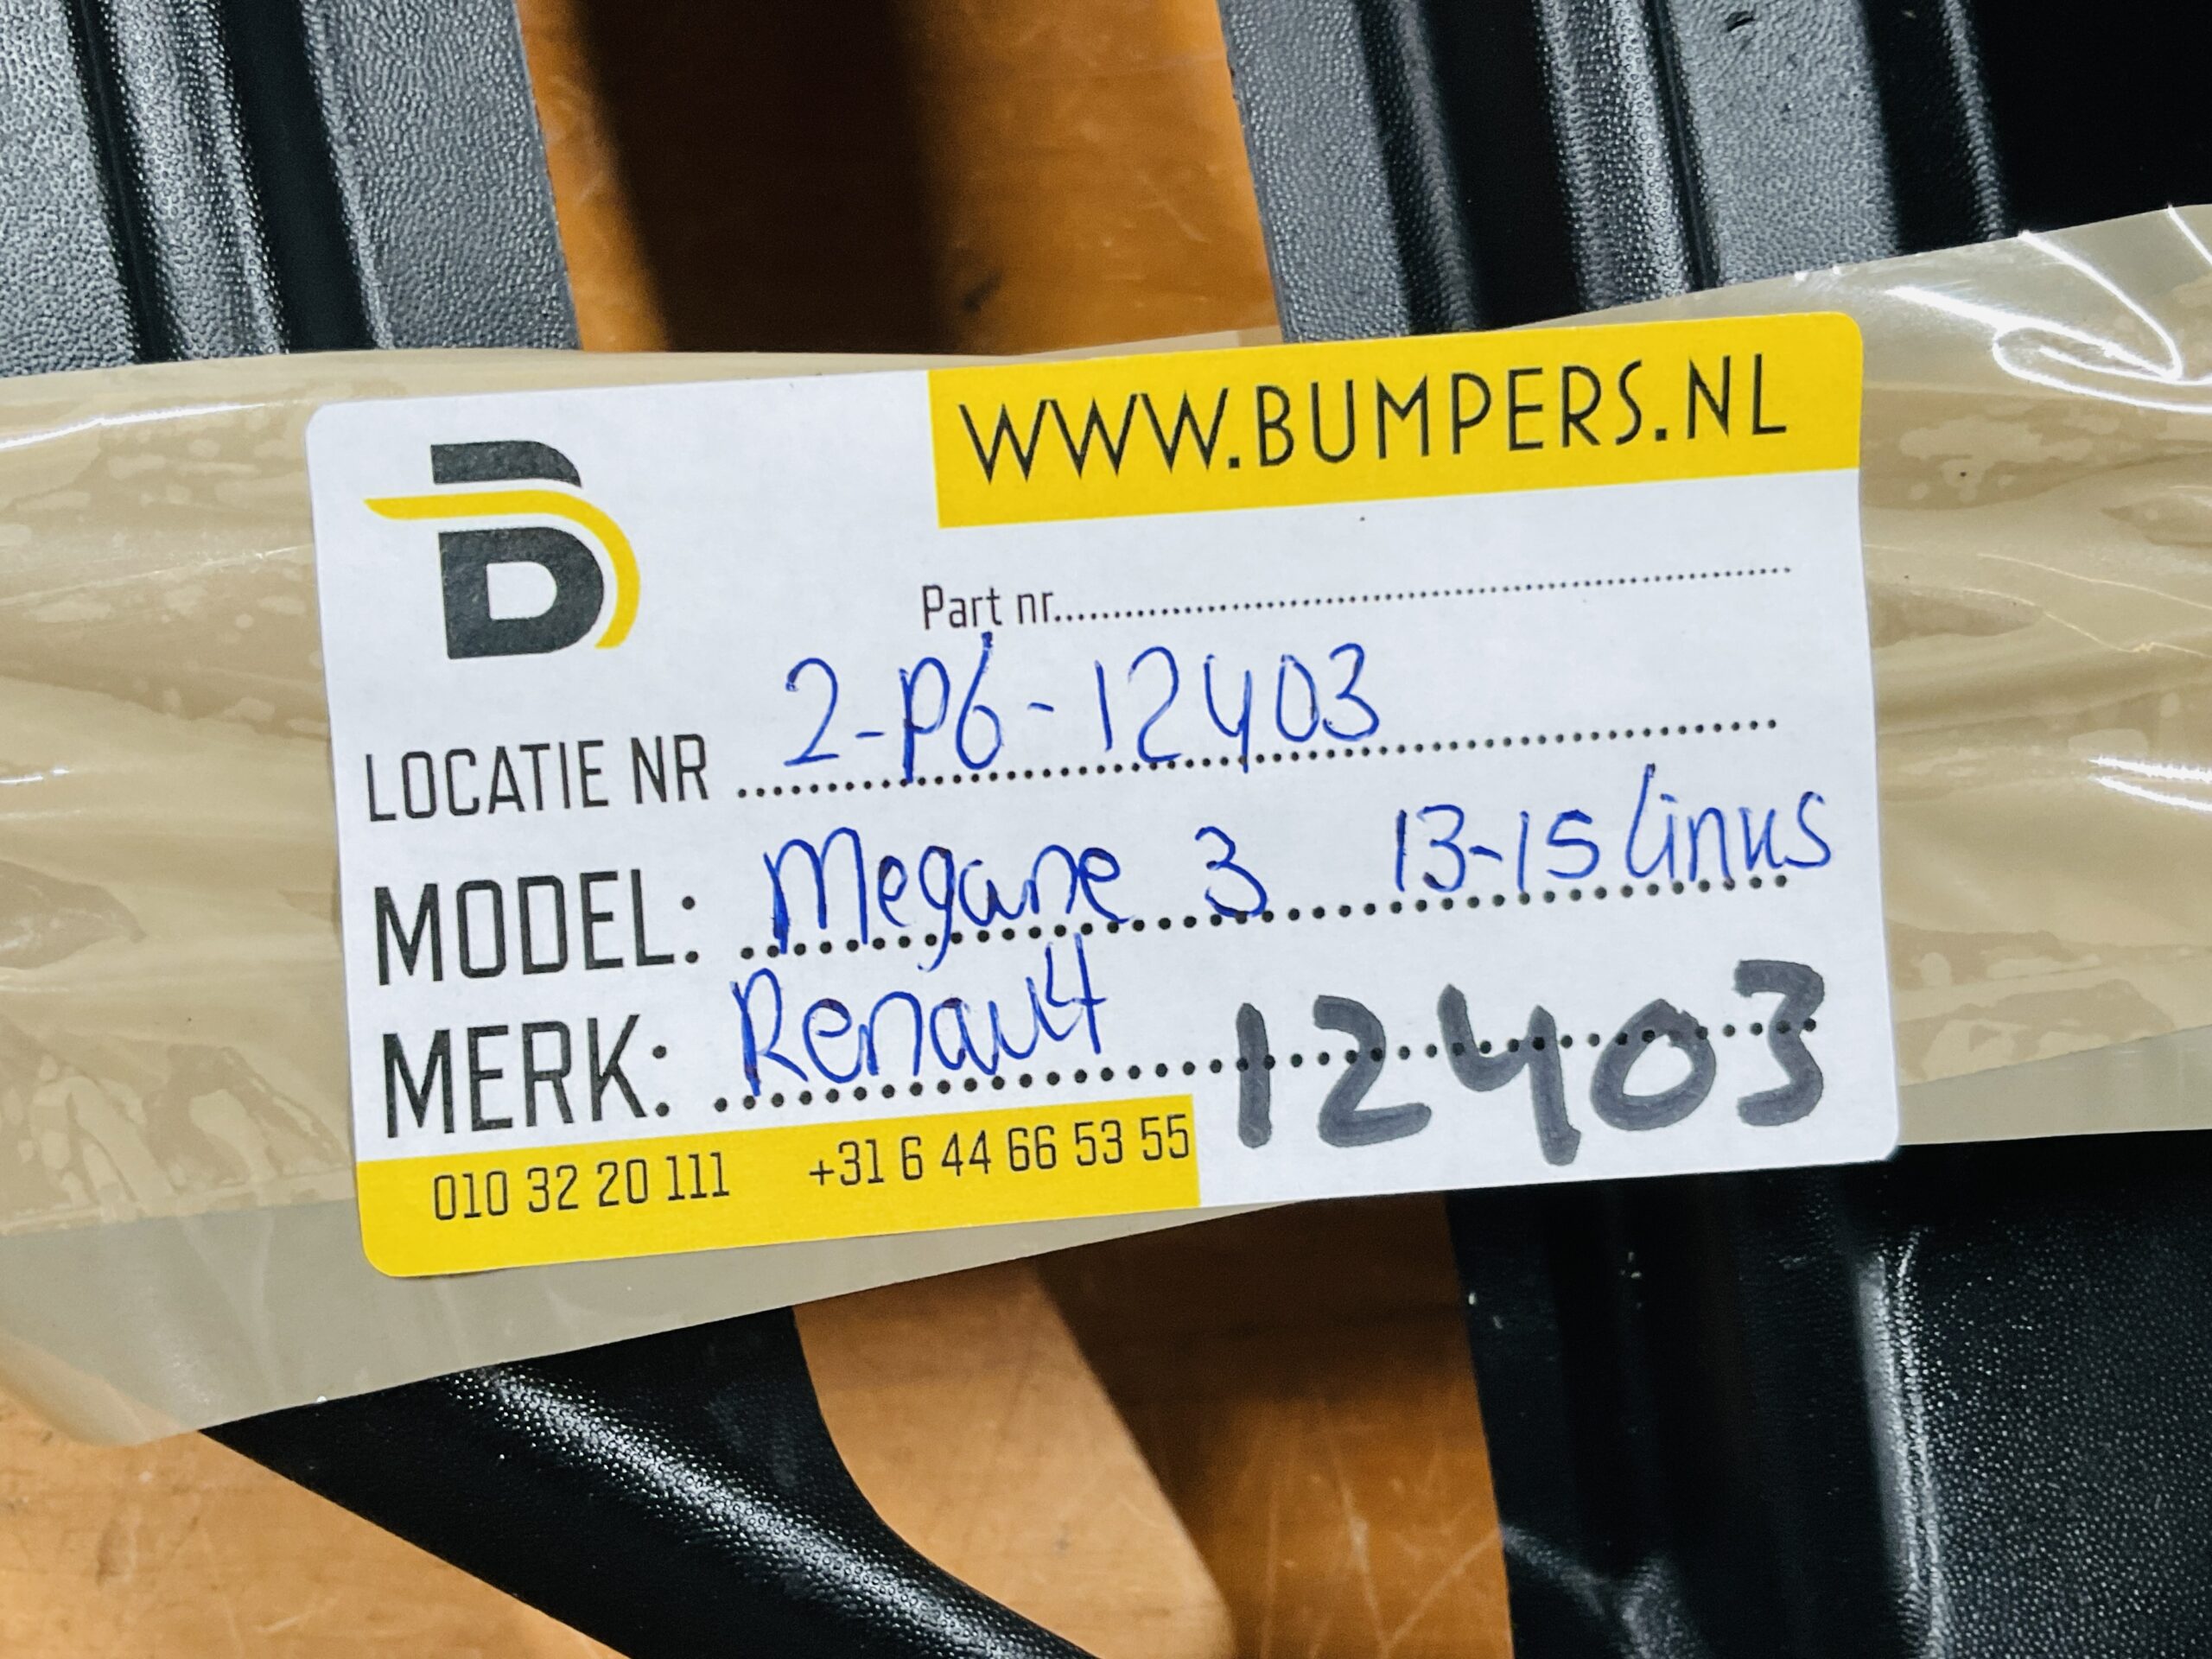 WWW.BUMPERS.NL
Part nr.
LOCATIE NR 2-P6-12403
MODEL: Megane 3 13-15 Linus
MERK: Renault 12403
010 32 20 111 +31 6 44 66 53 55